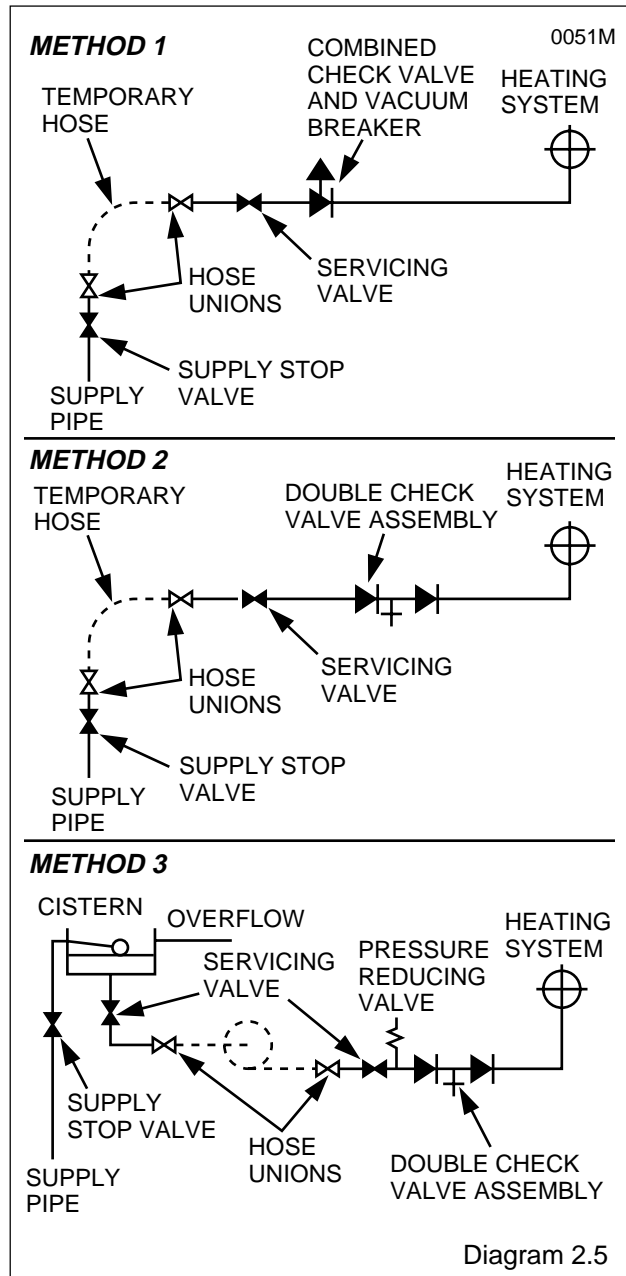 METHOD 1
0051M
TEMPORARY
HOSE
COMBINED
CHECK VALVE
AND VACUUM
BREAKER
HEATING
SYSTEM
HOSE
UNIONS
SERVICING
VALVE
SUPPLY STOP
VALVE
SUPPLY
PIPE
METHOD 2
TEMPORARY
HOSE
DOUBLE CHECK
VALVE ASSEMBLY
HEATING
SYSTEM
HOSE
UNIONS
SERVICING
VALVE
SUPPLY STOP
VALVE
SUPPLY
PIPE
METHOD 3
CISTERN
OVERFLOW
SERVICING
VALVE
PRESSURE
REDUCING
VALVE
HEATING
SYSTEM
SUPPLY
STOP VALVE
HOSE
UNIONS
DOUBLE CHECK
VALVE ASSEMBLY
SUPPLY
PIPE
Diagram 2.5